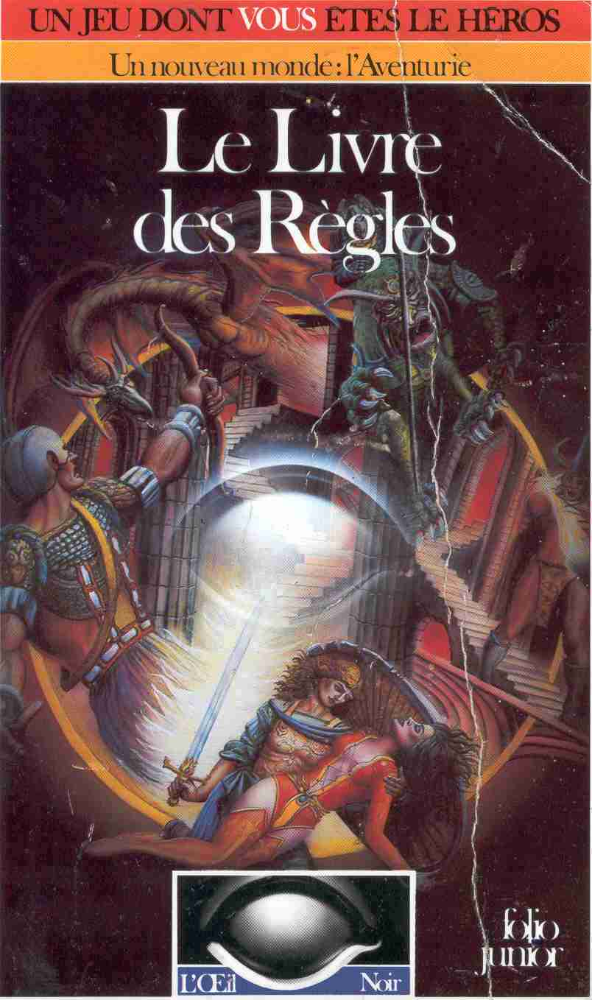 UN JEU DONT VOUS ÊTES LE HÉROS
Un nouveau monde : l'Aventurie
Le Livre
des Règles
L'Œil Noir
folio
junior